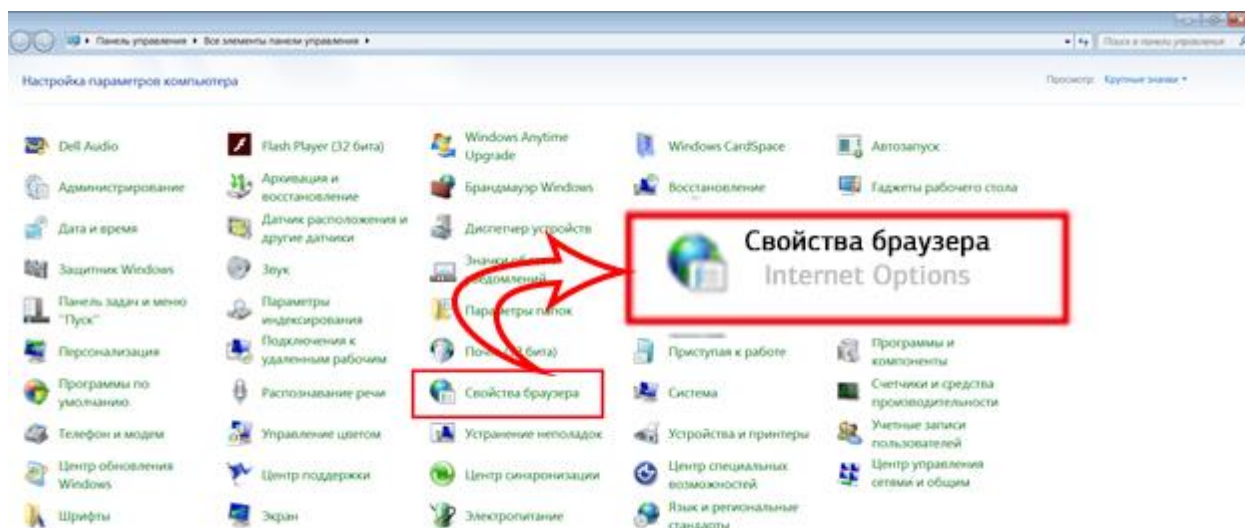 Панель управления ▸ Все элементы панели управления ▸
Поиск в панели управления
Настройка параметров компьютера
Просмотр: Крупные значки
Dell Audio
Flash Player (32 бита)
Windows Anytime
Upgrade
Windows CardSpace
Автозапуск
Администрирование
Архивация и
восстановление
Брандмауэр Windows
Восстановление
Гаджеты рабочего стола
Дата и время
Датчик расположения и
другие датчики
Диспетчер устройств
Свойства браузера
Internet Options
Защитник Windows
Звук
Значки
Панель задач и меню
"Пуск"
Параметры
индексирования
Параметры папок
Персонализация
Подключения к
удаленным рабочим
бита)
Приступая к работе
Программы и
компоненты
Программы по
умолчанию
Распознавание речи
Свойства браузера
Система
Счетчики и средства
производительности
Телефон и модем
Управление цветом
Устранение неполадок
Устройства и принтеры
Учетные записи
пользователей
Центр обновления
Windows
Центр поддержки
Центр синхронизации
Центр специальных
возможностей
Центр управления
сетями и общим
Шрифты
Экран
Электропитание
Язык и региональные
стандарты